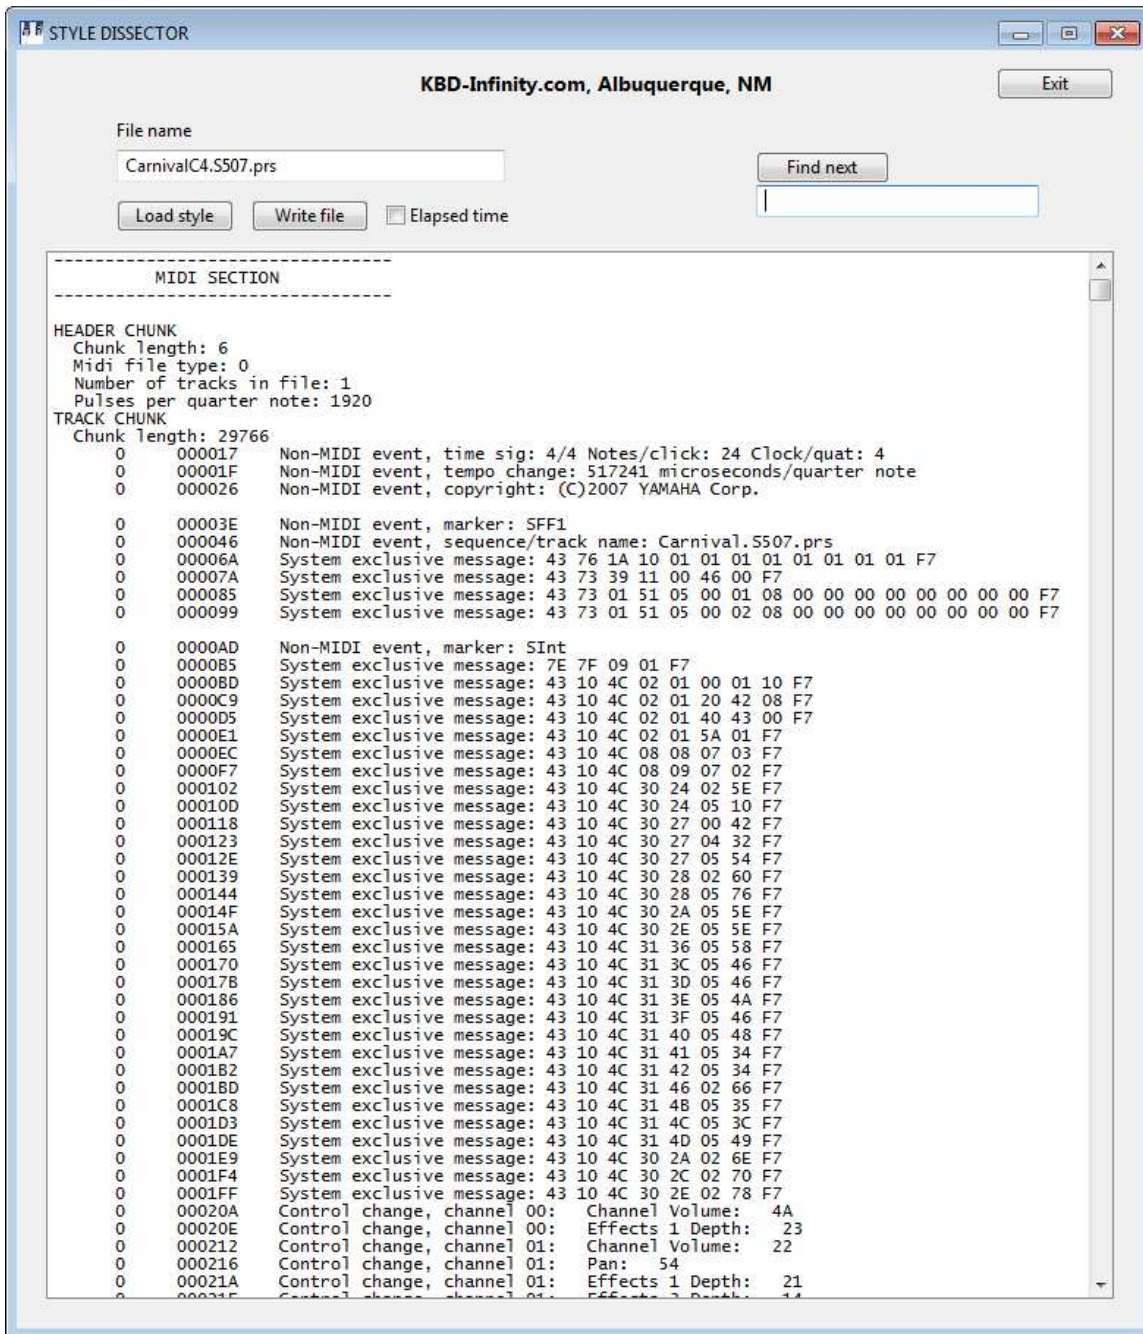 STYLE DISSECTOR
KBD-Infinity.com, Albuquerque, NM
Exit
File name
CarnivalC4.S507.prs
Find next
Load style
Write file
Elapsed time
---------------------------------
MIDI SECTION
---------------------------------
HEADER CHUNK
Chunk length: 6
Midi file type: 0
Number of tracks in file: 1
Pulses per quarter note: 1920
TRACK CHUNK
Chunk length: 29766
0 000017 Non-MIDI event, time sig: 4/4 Notes/click: 24 Clock/quat: 4
0 00001F Non-MIDI event, tempo change: 517241 microseconds/quarter note
0 000026 Non-MIDI event, copyright: (C)2007 YAMAHA Corp.
0 00003E Non-MIDI event, marker: SFF1
0 000046 Non-MIDI event, sequence/track name: Carnival.S507.prs
0 00006A System exclusive message: 43 76 1A 10 01 01 01 01 01 01 01 01 F7
0 00007A System exclusive message: 43 73 39 11 00 46 00 F7
0 000085 System exclusive message: 43 73 01 51 05 00 01 08 00 00 00 00 00 00 00 00 F7
0 000099 System exclusive message: 43 73 01 51 05 00 02 08 00 00 00 00 00 00 00 00 F7
0 0000AD Non-MIDI event, marker: SInt
0 0000B5 System exclusive message: 7E 7F 09 01 F7
0 0000BD System exclusive message: 43 10 4C 02 01 00 01 10 F7
0 0000C9 System exclusive message: 43 10 4C 02 01 20 42 08 F7
0 0000D5 System exclusive message: 43 10 4C 02 01 40 43 00 F7
0 0000E1 System exclusive message: 43 10 4C 02 01 5A 01 F7
0 0000EC System exclusive message: 43 10 4C 08 08 07 03 F7
0 0000F7 System exclusive message: 43 10 4C 08 09 07 02 F7
0 000102 System exclusive message: 43 10 4C 30 24 02 5E F7
0 00010D System exclusive message: 43 10 4C 30 24 05 10 F7
0 000118 System exclusive message: 43 10 4C 30 27 00 42 F7
0 000123 System exclusive message: 43 10 4C 30 27 04 32 F7
0 00012E System exclusive message: 43 10 4C 30 27 05 54 F7
0 000139 System exclusive message: 43 10 4C 30 28 02 60 F7
0 000144 System exclusive message: 43 10 4C 30 28 05 76 F7
0 00014F System exclusive message: 43 10 4C 30 2A 05 5E F7
0 00015A System exclusive message: 43 10 4C 30 2E 05 5E F7
0 000165 System exclusive message: 43 10 4C 31 36 05 58 F7
0 000170 System exclusive message: 43 10 4C 31 3C 05 46 F7
0 00017B System exclusive message: 43 10 4C 31 3D 05 46 F7
0 000186 System exclusive message: 43 10 4C 31 3E 05 4A F7
0 000191 System exclusive message: 43 10 4C 31 3F 05 46 F7
0 00019C System exclusive message: 43 10 4C 31 40 05 48 F7
0 0001A7 System exclusive message: 43 10 4C 31 41 05 34 F7
0 0001B2 System exclusive message: 43 10 4C 31 42 05 34 F7
0 0001BD System exclusive message: 43 10 4C 31 46 02 66 F7
0 0001C8 System exclusive message: 43 10 4C 31 4B 05 35 F7
0 0001D3 System exclusive message: 43 10 4C 31 4C 05 3C F7
0 0001DE System exclusive message: 43 10 4C 31 4D 05 49 F7
0 0001E9 System exclusive message: 43 10 4C 30 2A 02 6E F7
0 0001F4 System exclusive message: 43 10 4C 30 2C 02 70 F7
0 0001FF System exclusive message: 43 10 4C 30 2E 02 78 F7
0 00020A Control change, channel 00: Channel Volume: 4A
0 00020E Control change, channel 00: Effects 1 Depth: 23
0 000212 Control change, channel 01: Channel Volume: 22
0 000216 Control change, channel 01: Pan: 54
0 00021A Control change, channel 01: Effects 1 Depth: 21